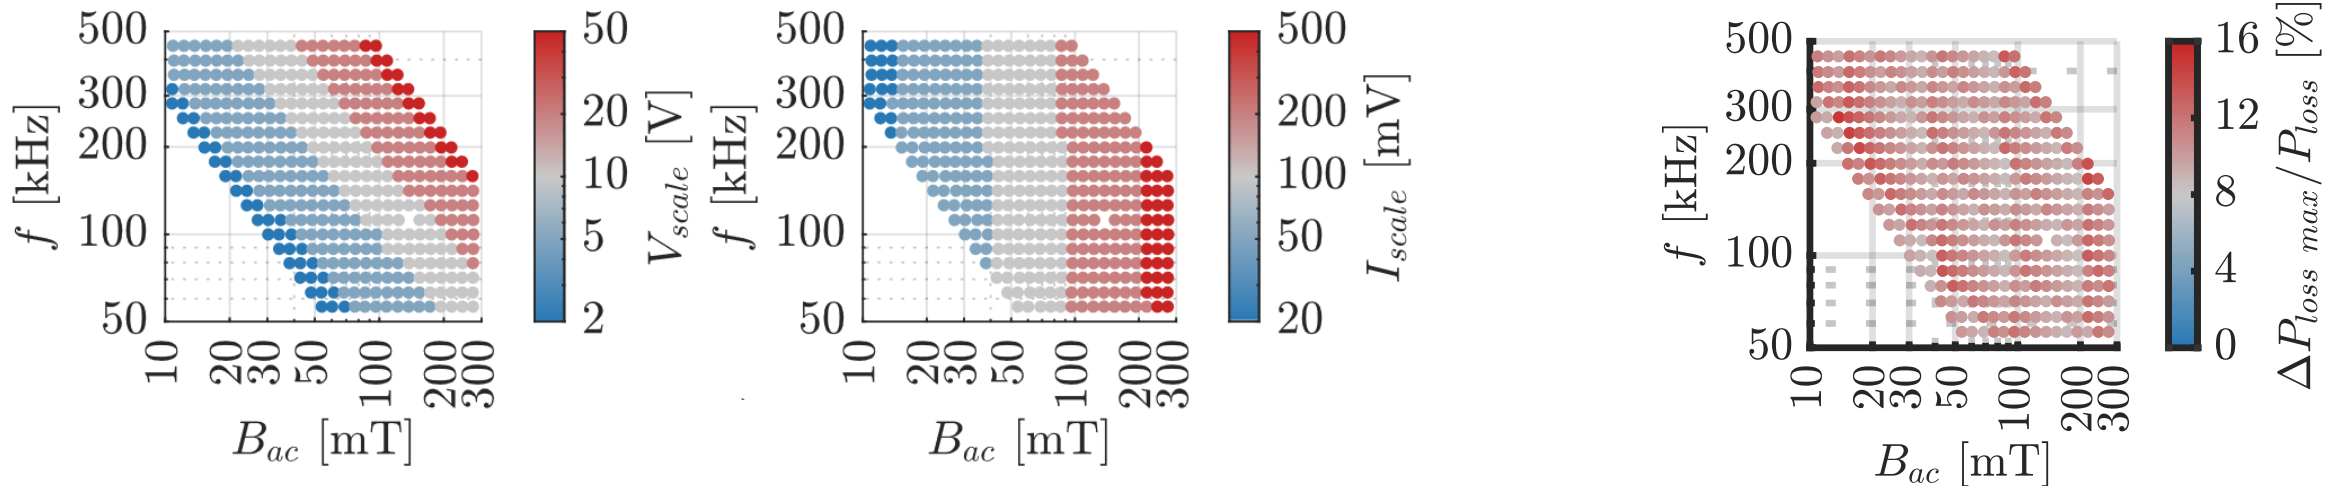 500
300
200
100
50
f [kHz]
10 20 30 50 100 200 300
B_ac [mT]
50
20
10
5
2
V_scale [V]
500
300
200
100
50
f [kHz]
10 20 30 50 100 200 300
B_ac [mT]
500
200
100
50
20
I_scale [mV]
500
300
200
100
50
f [kHz]
10 20 30 50 100 200 300
B_ac [mT]
16
12
8
4
0
ΔP_loss max/P_loss [%]